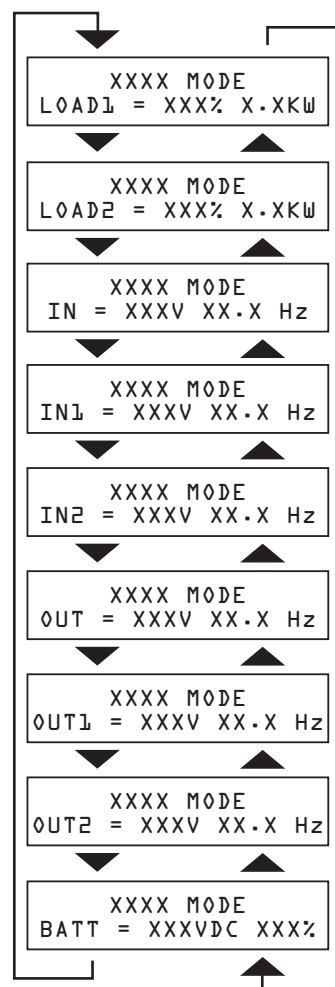 XXXX MODE
LOAD1 = XXX% X.XKW
XXXX MODE
LOAD2 = XXX% X.XKW
XXXX MODE
IN = XXXV XX.X Hz
XXXX MODE
IN1 = XXXV XX.X Hz
XXXX MODE
IN2 = XXXV XX.X Hz
XXXX MODE
OUT = XXXV XX.X Hz
XXXX MODE
OUT1 = XXXV XX.X Hz
XXXX MODE
OUT2 = XXXV XX.X Hz
XXXX MODE
BATT = XXXVDC XXX%